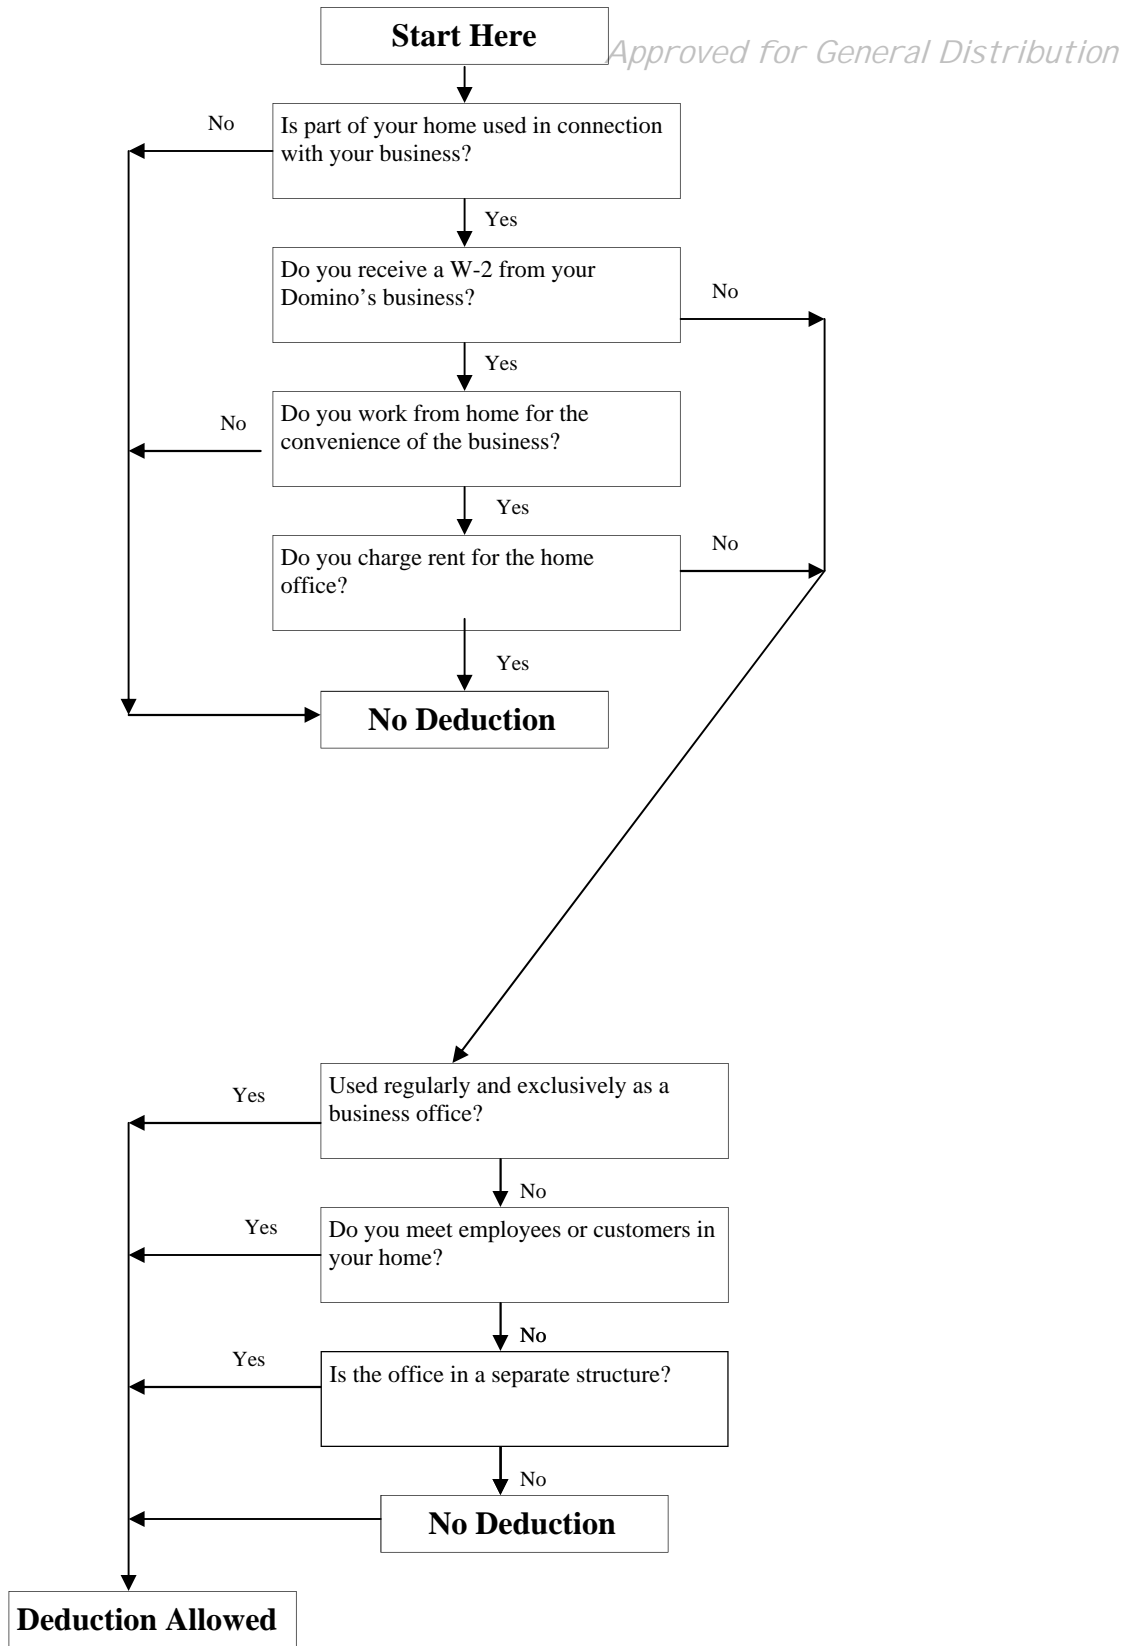 Start Here
Approved for General Distribution
No
Is part of your home used in connection
with your business?
Yes
Do you receive a W-2 from your
Domino’s business?
No
Yes
No
Do you work from home for the
convenience of the business?
Yes
Do you charge rent for the home
office?
No
Yes
No Deduction
Yes
Used regularly and exclusively as a
business office?
No
Yes
Do you meet employees or customers in
your home?
No
Yes
Is the office in a separate structure?
No
No Deduction
Deduction Allowed